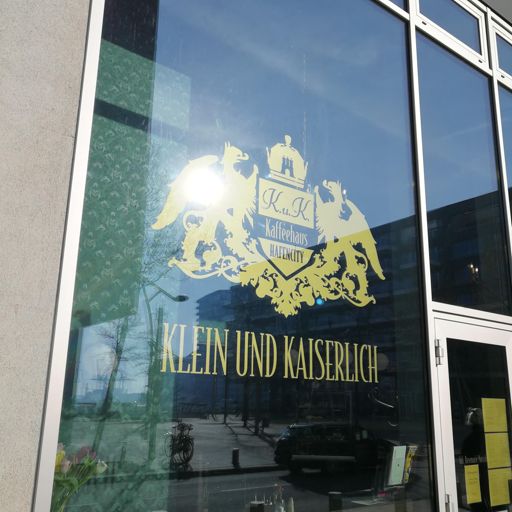 K.u.K.
Kaffeehaus
HAFENCITY
KLEIN UND KAISERLICH